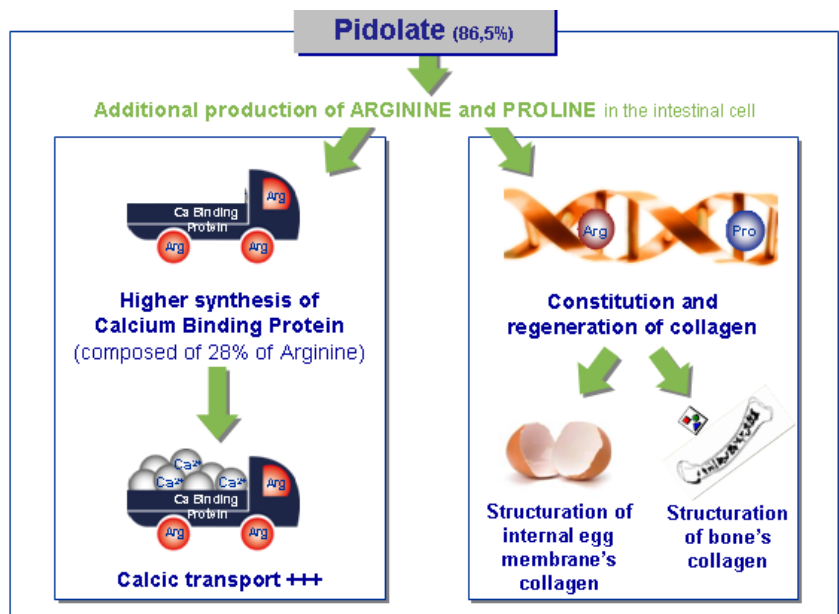 Pidolate (86,5%)
Additional production of ARGININE and PROLINE in the intestinal cell
Arg
Ca Binding
Protein
Arg
Arg
Higher synthesis of
Calcium Binding Protein
(composed of 28% of Arginine)
Ca²⁺
Ca²⁺
Ca²⁺
Arg
Ca Binding
Protein
Arg
Arg
Calcic transport +++
Arg
Pro
Constitution and
regeneration of collagen
Structuration of
internal egg
membrane's
collagen
Structuration
of bone's
collagen